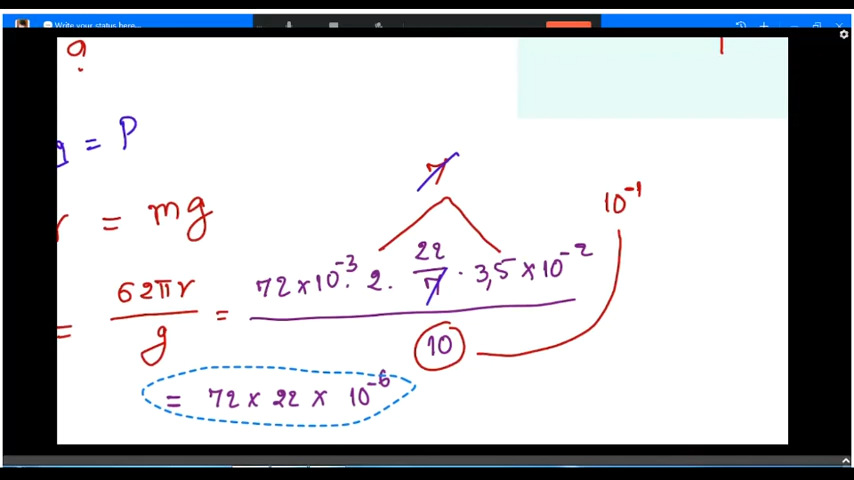 Write your status here...
?
= P
= mg
7
10⁻¹
= 62πr / g = 72 × 10⁻³ · 2 · 22/7 · 3,5 × 10⁻² / 10
= 72 × 22 × 10⁻⁶